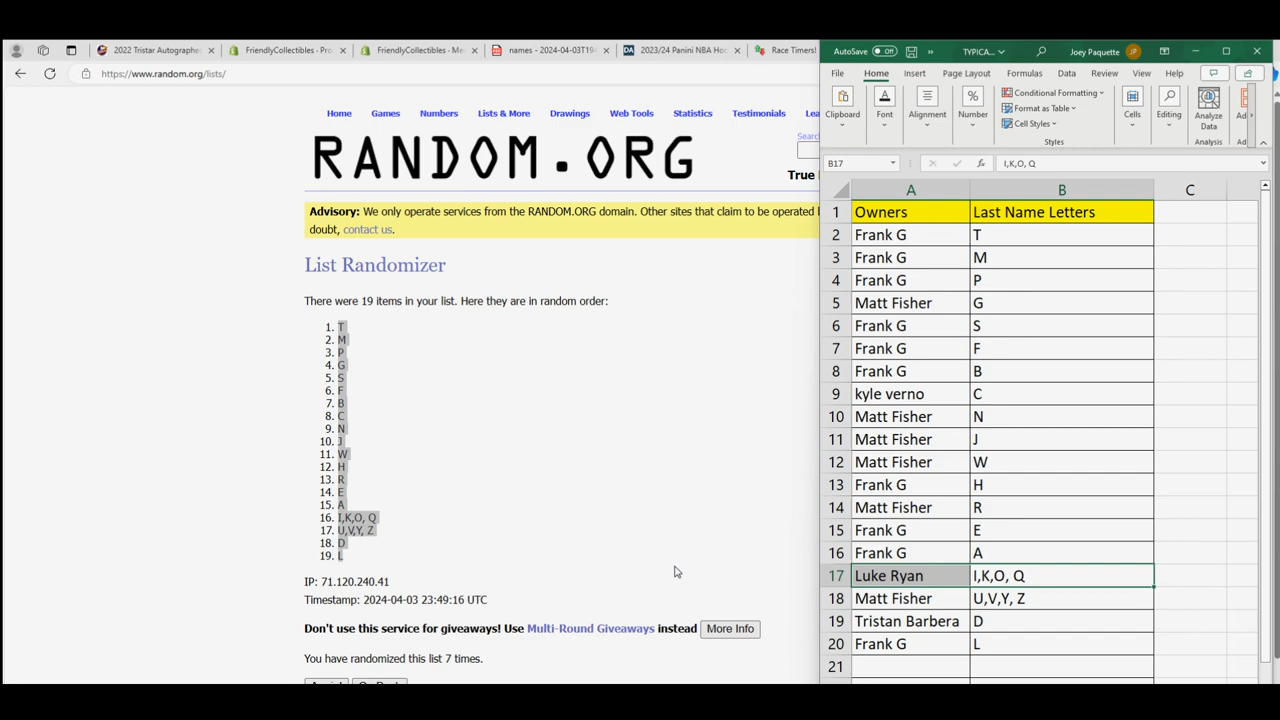 2022 Tristar Autographe
FriendlyCollectibles - Pro
FriendlyCollectibles - Me
names - 2024-04-03T194
DA 2023/24 Panini NBA Hoc
Race Timers!
https://www.random.org/lists/
Home Games Numbers Lists & More Drawings Web Tools Statistics Testimonials Lea
Search
RANDOM.ORG
True
Advisory: We only operate services from the RANDOM.ORG domain. Other sites that claim to be operated
doubt, contact us.
List Randomizer
There were 19 items in your list. Here they are in random order:
1. T
2. M
3. P
4. G
5. S
6. F
7. B
8. C
9. N
10. J
11. W
12. H
13. R
14. E
15. A
16. I,K,O, Q
17. U,V,Y, Z
18. D
19. L
IP: 71.120.240.41
Timestamp: 2024-04-03 23:49:16 UTC
Don't use this service for giveaways! Use Multi-Round Giveaways instead More Info
You have randomized this list 7 times.
AutoSave Off TYPICA... Joey Paquette JP
File Home Insert Page Layout Formulas Data Review View Help
Clipboard Font Alignment Number
Conditional Formatting
Format as Table
Cell Styles
Styles
Cells Editing
Analyze Data
Analysis
Ad
B17 fx I,K,O, Q
A B C
1 Owners Last Name Letters
2 Frank G T
3 Frank G M
4 Frank G P
5 Matt Fisher G
6 Frank G S
7 Frank G F
8 Frank G B
9 kyle verno C
10 Matt Fisher N
11 Matt Fisher J
12 Matt Fisher W
13 Frank G H
14 Matt Fisher R
15 Frank G E
16 Frank G A
17 Luke Ryan I,K,O, Q
18 Matt Fisher U,V,Y, Z
19 Tristan Barbera D
20 Frank G L
21